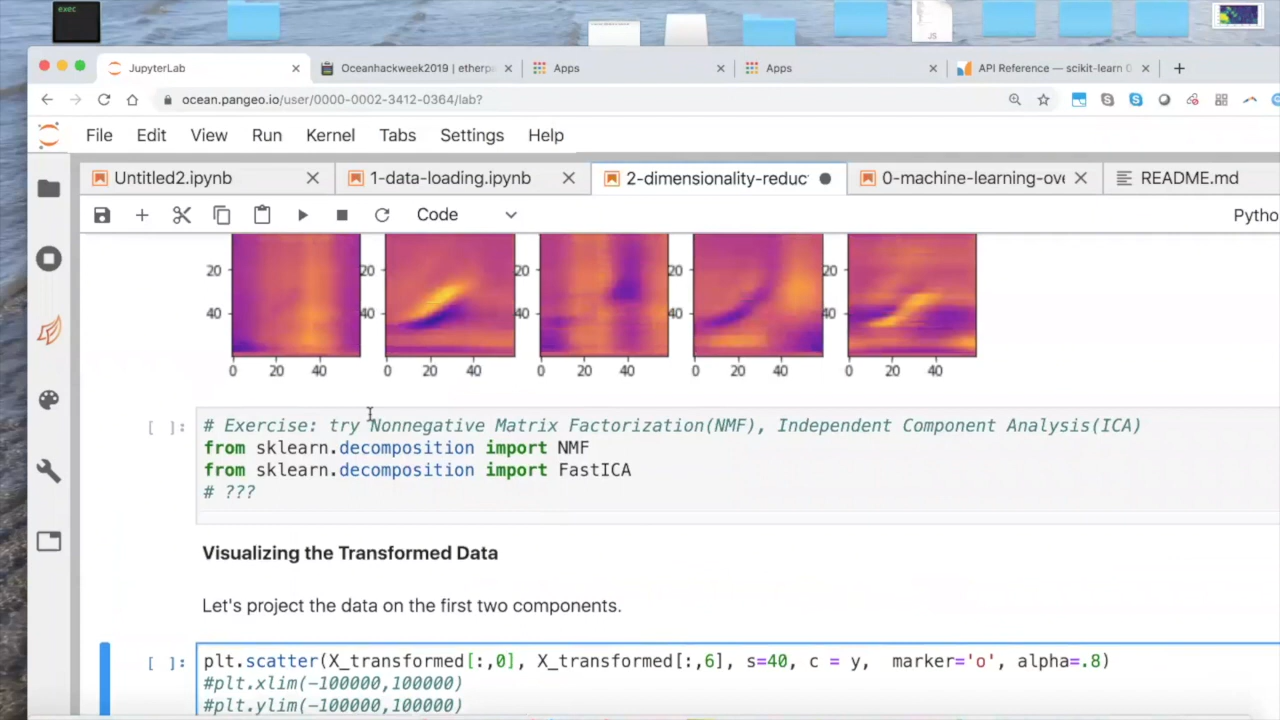 exec
JS
JupyterLab
Oceanhackweek2019 | etherp
Apps
Apps
API Reference — scikit-learn 0
ocean.pangeo.io/user/0000-0002-3412-0364/lab?
File Edit View Run Kernel Tabs Settings Help
Untitled2.ipynb
1-data-loading.ipynb
2-dimensionality-reduc
0-machine-learning-ove
README.md
Code
Pytho
20 20 20 20 20
40 40 40 40 40
0 20 40 0 20 40 0 20 40 0 20 40 0 20 40
[ ]: # Exercise: try Nonnegative Matrix Factorization(NMF), Independent Component Analysis(ICA)
from sklearn.decomposition import NMF
from sklearn.decomposition import FastICA
# ???
Visualizing the Transformed Data
Let's project the data on the first two components.
[ ]: plt.scatter(X_transformed[:,0], X_transformed[:,6], s=40, c = y, marker='o', alpha=.8)
#plt.xlim(-100000,100000)
#plt.ylim(-100000,100000)